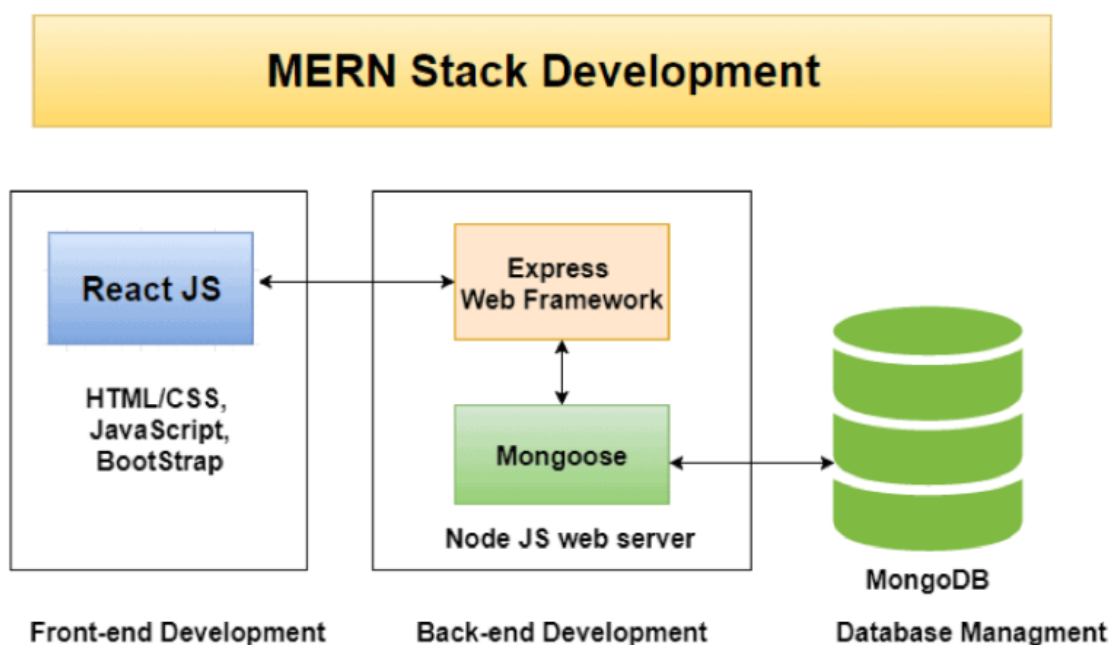 MERN Stack Development
React JS
HTML/CSS,
JavaScript,
BootStrap
Express
Web Framework
Mongoose
Node JS web server
MongoDB
Front-end Development
Back-end Development
Database Managment